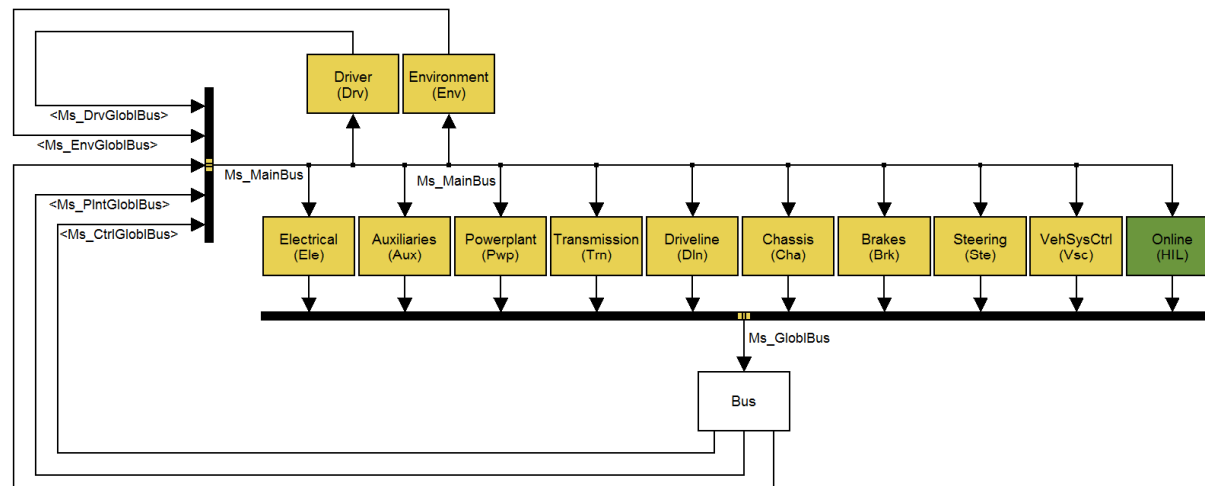 Driver
(Drv)
Environment
(Env)
<Ms_DrvGloblBus>
<Ms_EnvGloblBus>
Ms_MainBus
Ms_MainBus
<Ms_PlntGloblBus>
<Ms_CtrlGloblBus>
Electrical
(Ele)
Auxiliaries
(Aux)
Powerplant
(Pwp)
Transmission
(Trn)
Driveline
(Dln)
Chassis
(Cha)
Brakes
(Brk)
Steering
(Ste)
VehSysCtrl
(Vsc)
Online
(HIL)
Ms_GloblBus
Bus